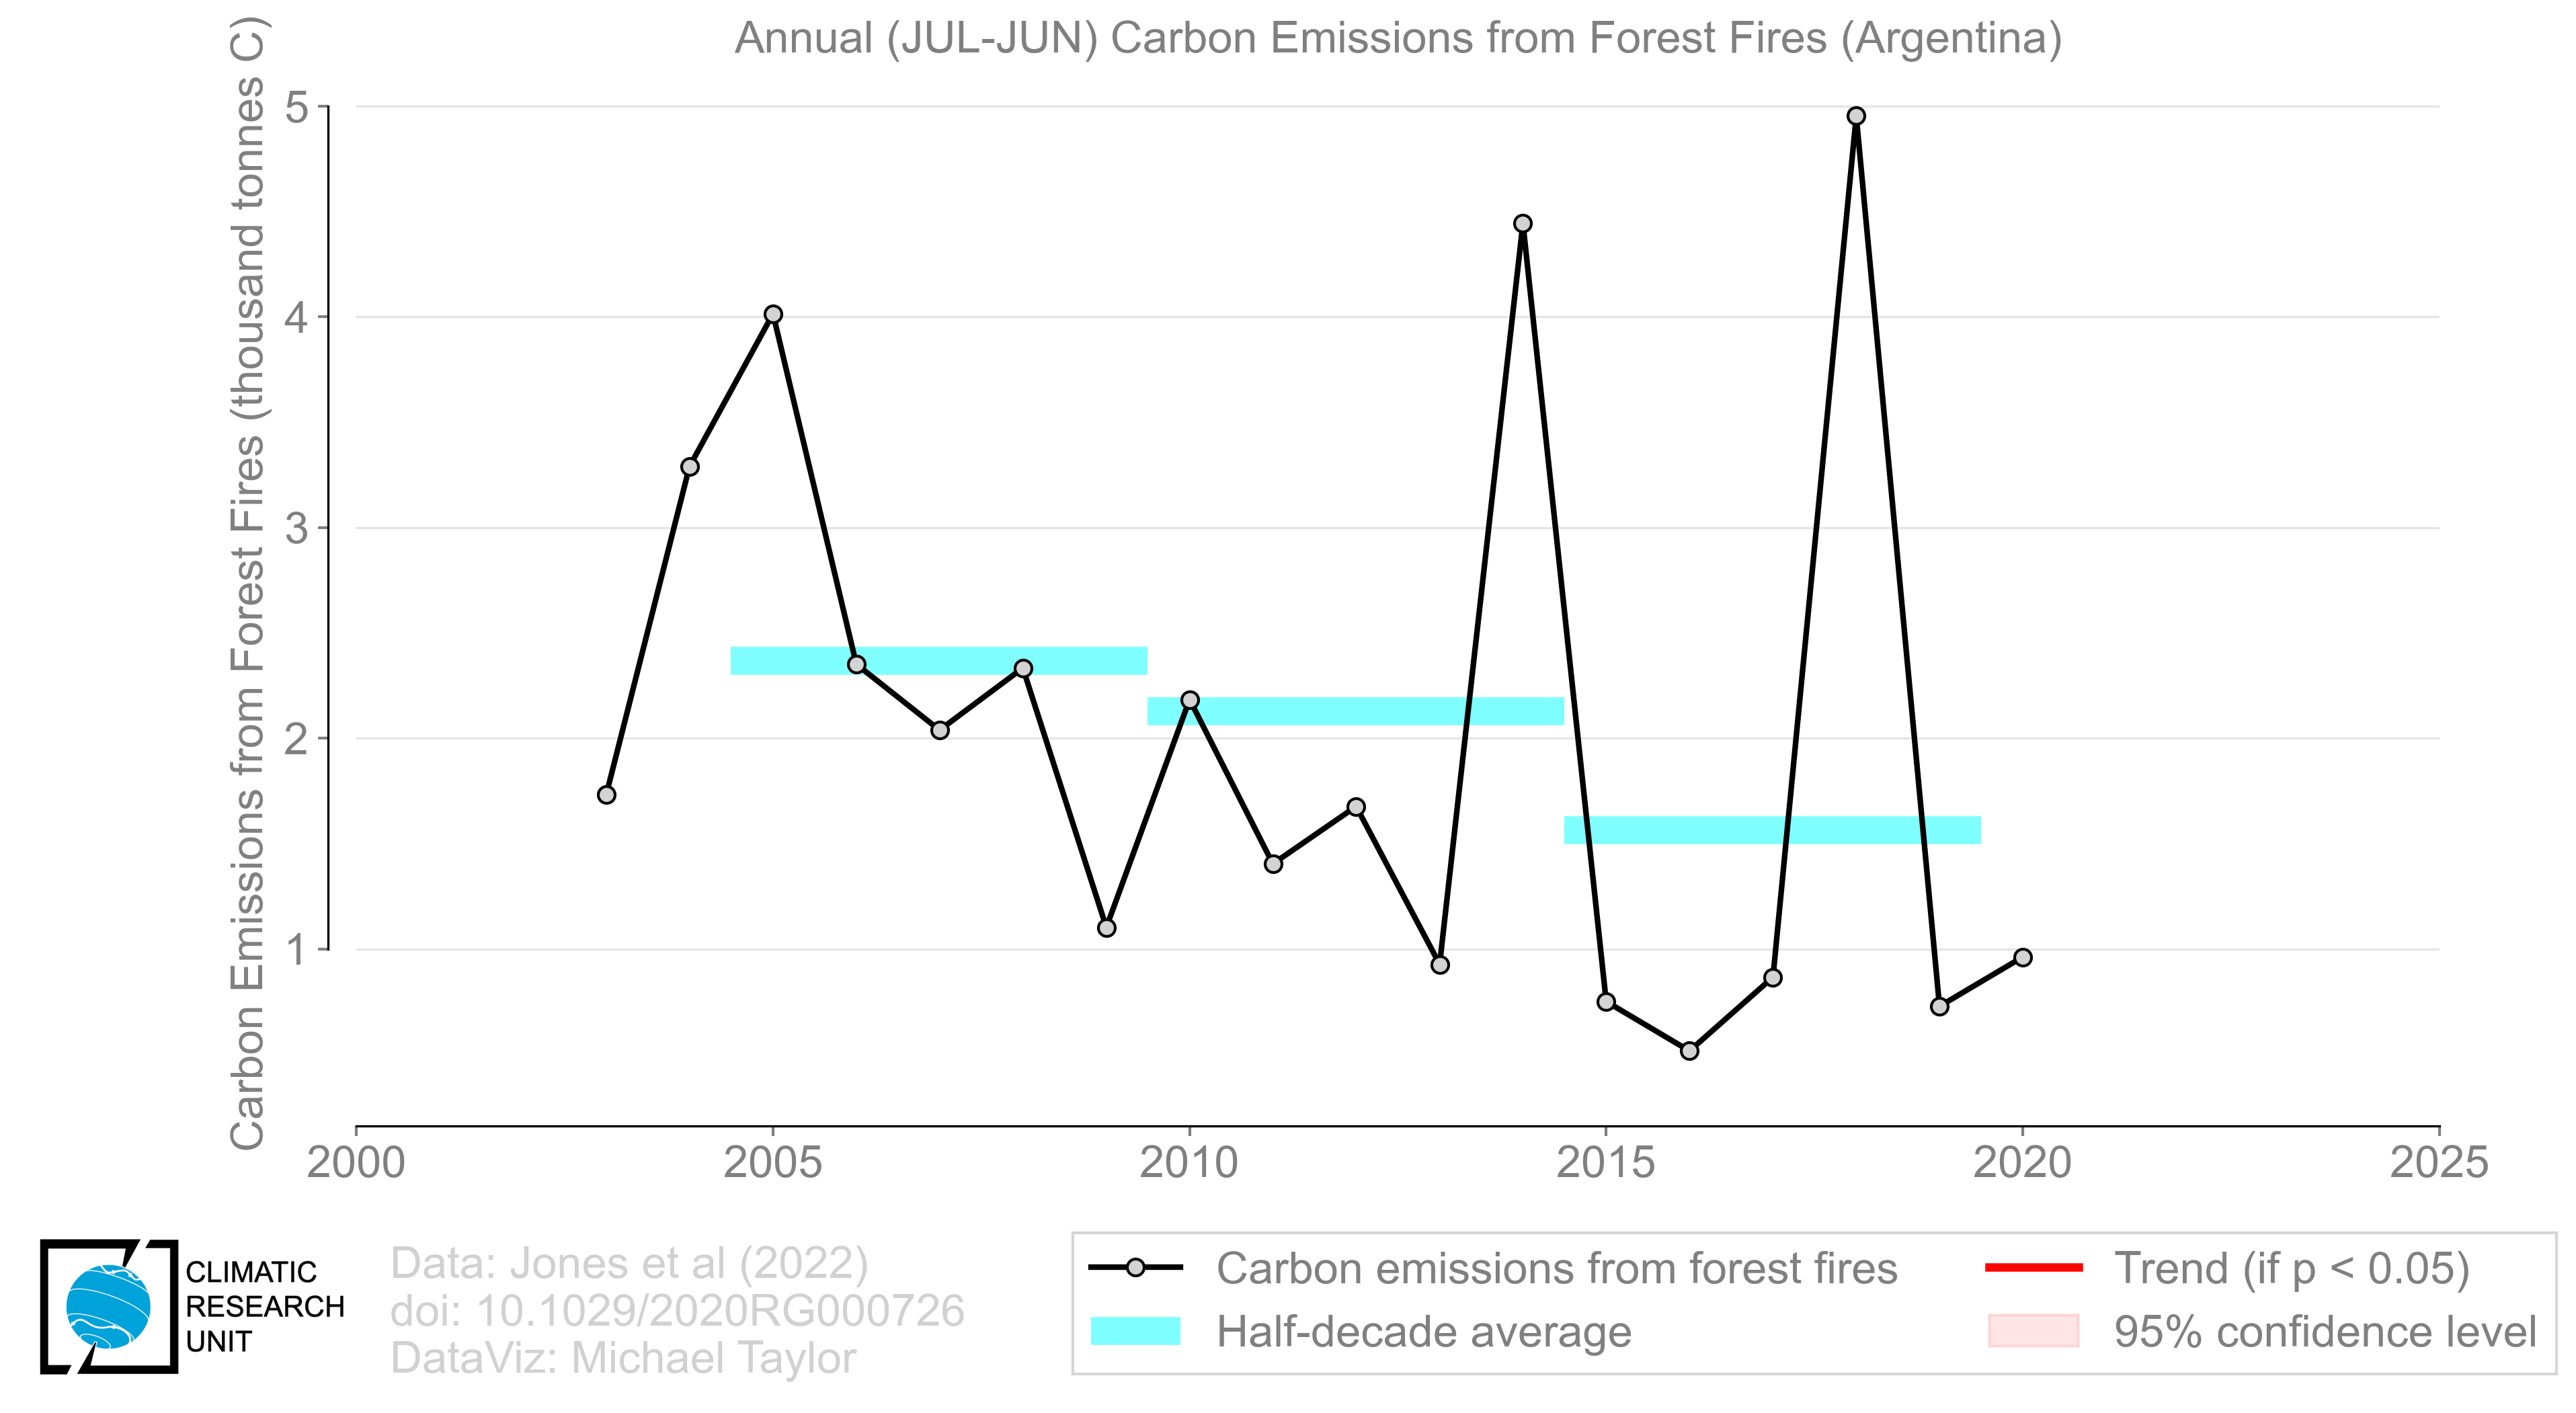 Annual (JUL-JUN) Carbon Emissions from Forest Fires (Argentina)
Carbon Emissions from Forest Fires (thousand tonnes C)
5
4
3
2
1
2000
2005
2010
2015
2020
2025
CLIMATIC
RESEARCH
UNIT
Data: Jones et al (2022)
doi: 10.1029/2020RG000726
DataViz: Michael Taylor
Carbon emissions from forest fires
Half-decade average
Trend (if p < 0.05)
95% confidence level